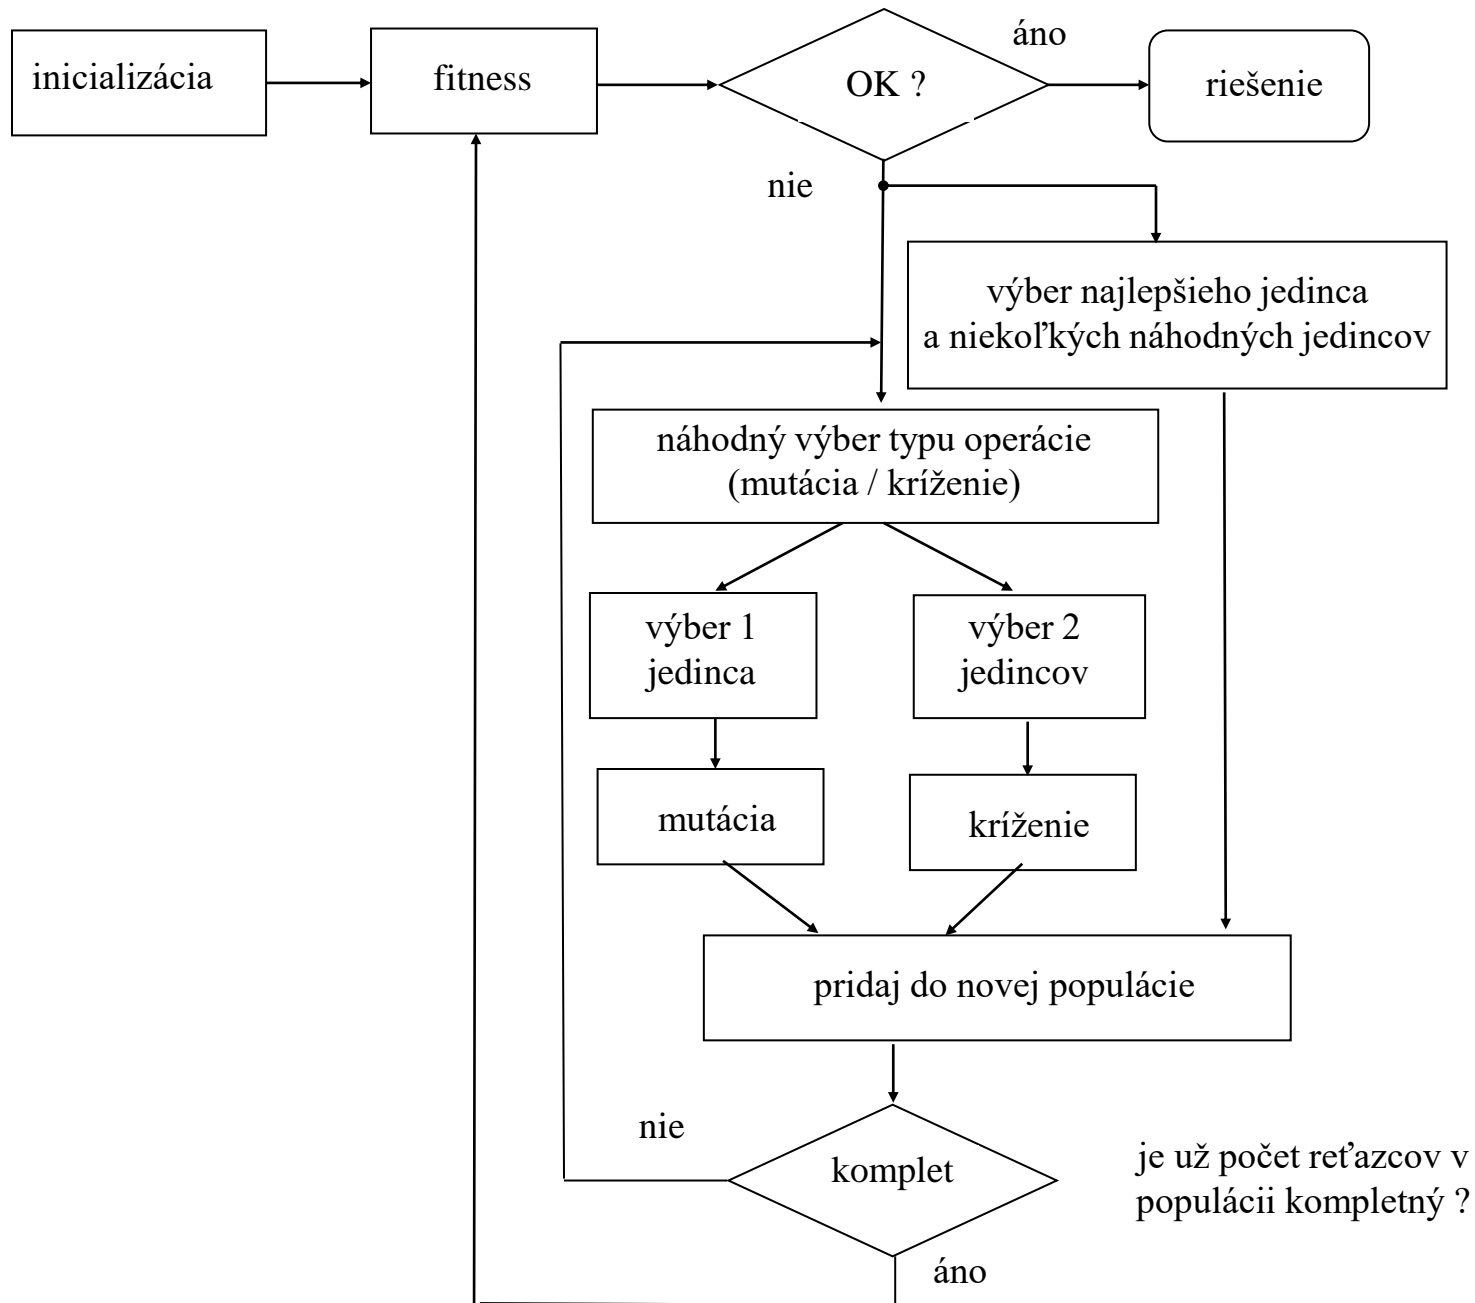 inicializácia
fitness
OK ?
áno
riešenie
nie
výber najlepšieho jedinca
a niekoľkých náhodných jedincov
náhodný výber typu operácie
(mutácia / kríženie)
výber 1
jedinca
výber 2
jedincov
mutácia
kríženie
pridaj do novej populácie
nie
komplet
je už počet reťazcov v
populácii kompletný ?
áno